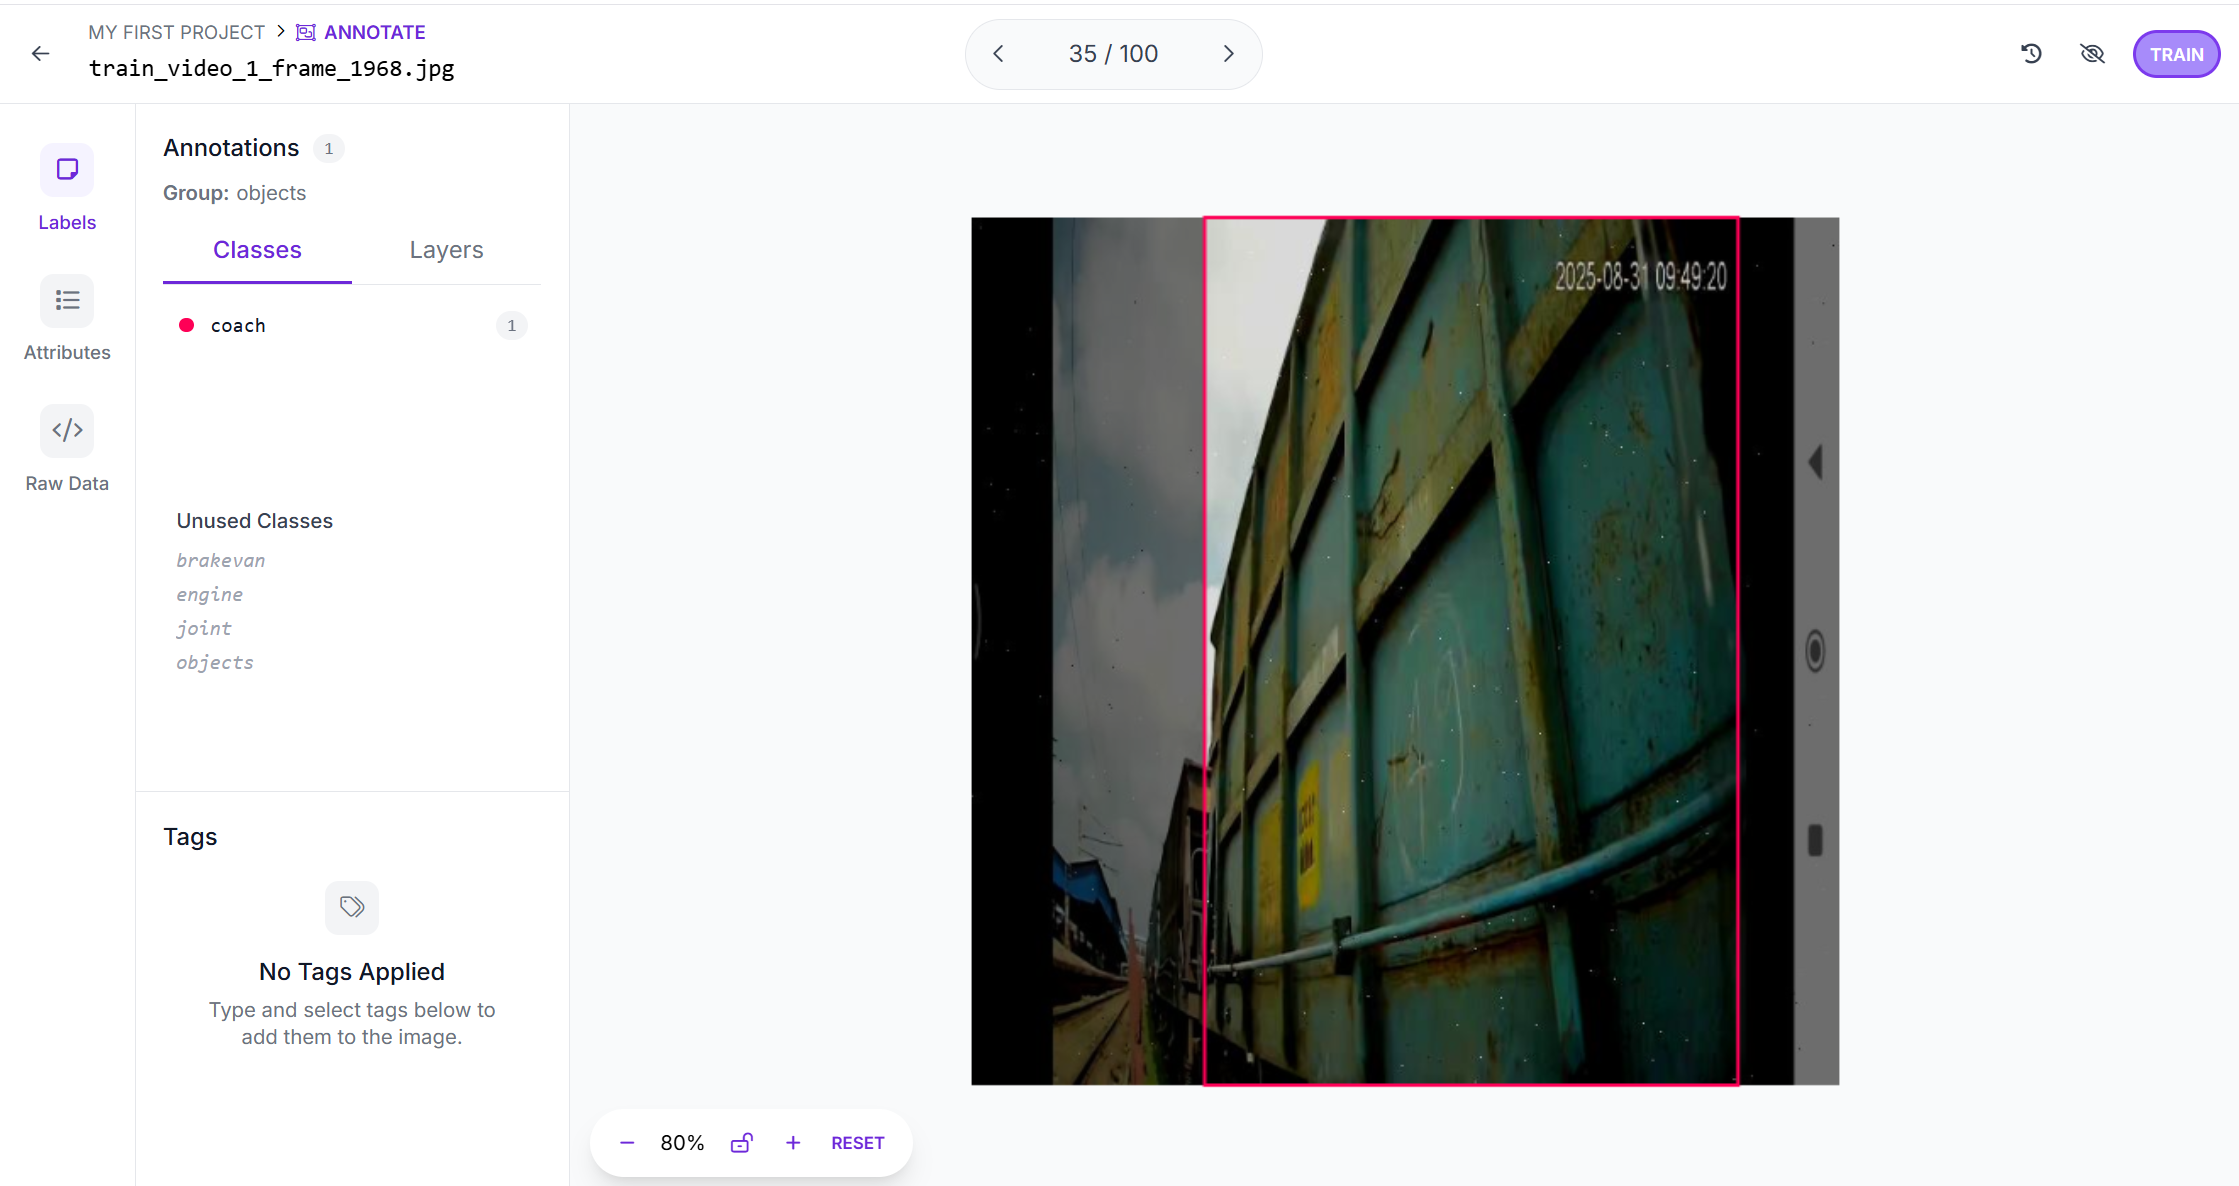 MY FIRST PROJECT > ANNOTATE
train_video_1_frame_1968.jpg
35 / 100
TRAIN
Labels
Attributes
Raw Data
Annotations 1
Group: objects
Classes Layers
coach 1
Unused Classes
brakevan
engine
joint
objects
Tags
No Tags Applied
Type and select tags below to
add them to the image.
2025-08-31 09:49:20
80% RESET